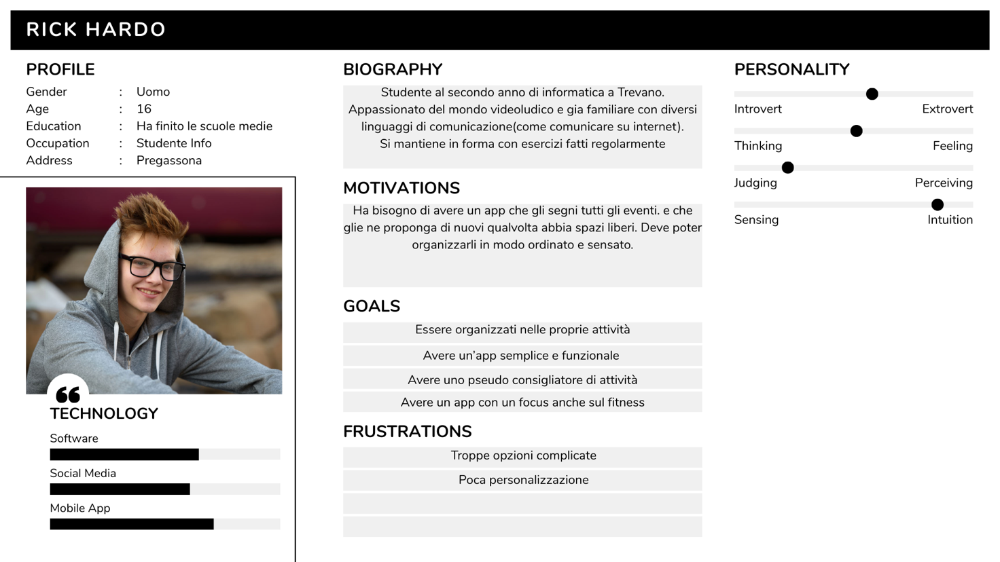 RICK HARDO
PROFILE
Gender : Uomo
Age : 16
Education : Ha finito le scuole medie
Occupation : Studente Info
Address : Pregassona
❝
TECHNOLOGY
Software
Social Media
Mobile App
BIOGRAPHY
Studente al secondo anno di informatica a Trevano.
Appassionato del mondo videoludico e gia familiare con diversi
linguaggi di comunicazione(come comunicare su internet).
Si mantiene in forma con esercizi fatti regolarmente
MOTIVATIONS
Ha bisogno di avere un app che gli segni tutti gli eventi. e che
glie ne proponga di nuovi qualvolta abbia spazi liberi. Deve poter
organizzarli in modo ordinato e sensato.
GOALS
Essere organizzati nelle proprie attività
Avere un’app semplice e funzionale
Avere uno pseudo consigliatore di attività
Avere un app con un focus anche sul fitness
FRUSTRATIONS
Troppe opzioni complicate
Poca personalizzazione
PERSONALITY
Introvert Extrovert
Thinking Feeling
Judging Perceiving
Sensing Intuition